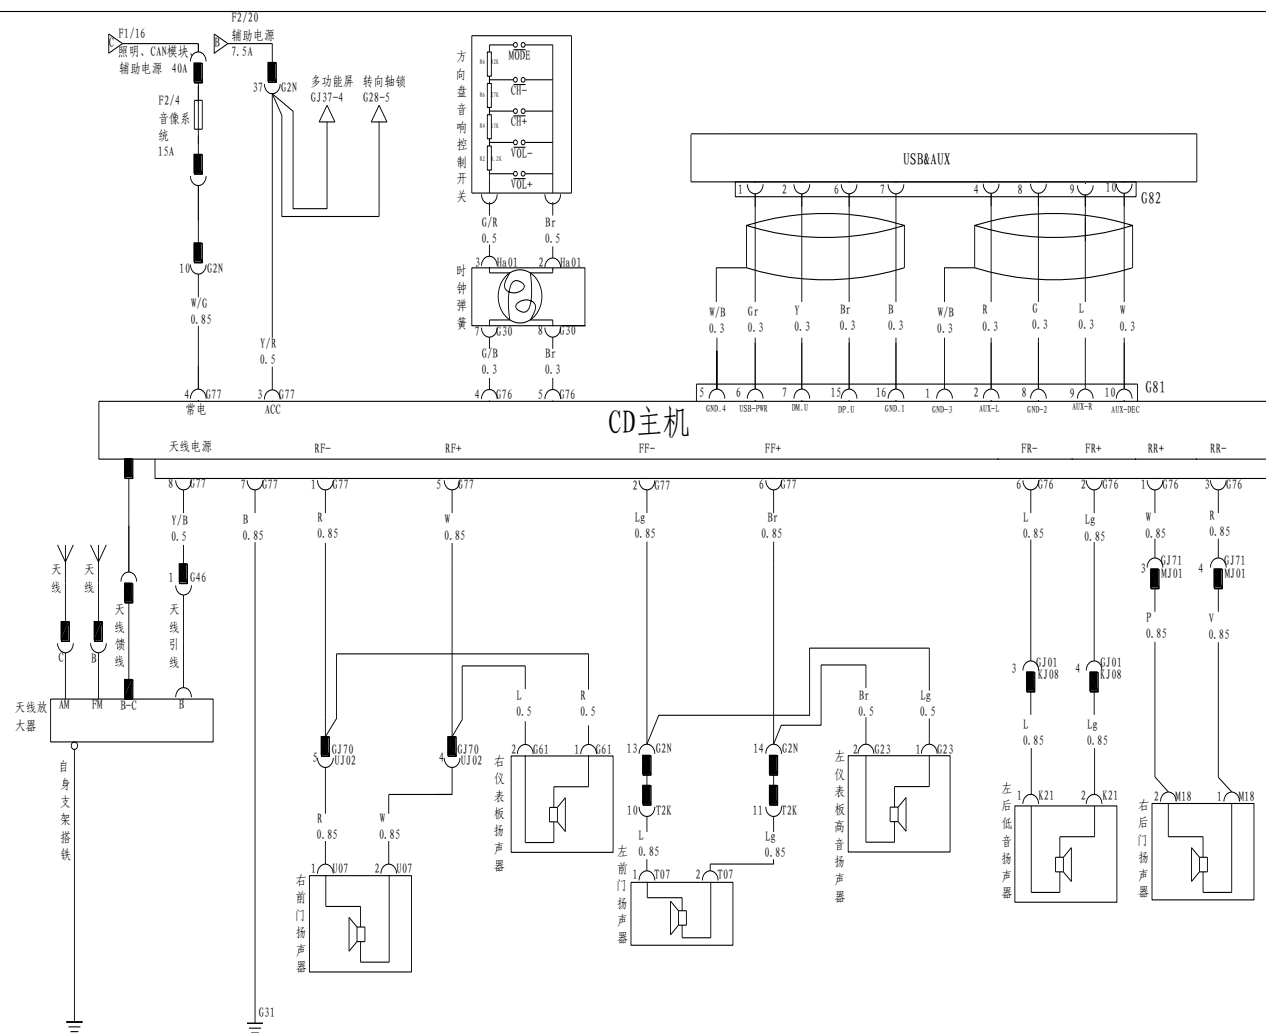 C
F1/16
照明、CAN模块、
辅助电源 40A
B
F2/20
辅助电源
7.5A
F2/4
音像系
统
15A
37
G2N
多功能屏
GJ37-4
转向轴锁
G28-5
10
G2N
W/G
0.85
Y/R
0.5
4
G77
常电
3
G77
ACC
方向盘音响控制开关
MODE
CH-
CH+
VOL-
VOL+
G/R
0.5
Br
0.5
3
Ha01
2
Ha01
时钟弹簧
7
G30
8
G30
G/B
0.3
Br
0.3
4
G76
5
G76
USB&AUX
1
2
6
7
4
8
9
10
G82
W/B
0.3
Gr
0.3
Y
0.3
Br
0.3
B
0.3
W/B
0.3
R
0.3
G
0.3
L
0.3
W
0.3
G81
5
6
7
15
16
1
2
8
9
10
GND.4
USB-PWR
DM.U
DP.U
GND.1
GND-3
AUX-L
GND-2
AUX-R
AUX-DEC
CD主机
天线电源
RF-
RF+
FF-
FF+
FR-
FR+
RR+
RR-
8
G77
7
G77
1
G77
5
G77
2
G77
6
G77
6
G76
2
G76
1
G76
3
G76
Y/B
0.5
B
0.85
R
0.85
W
0.85
Lg
0.85
Br
0.85
L
0.85
Lg
0.85
W
0.85
R
0.85
天线
天线
天线馈线
1
G46
天线引线
C
B
AM
FM
B-C
B
天线放
大器
自身支架搭铁
G31
3
GJ71
MJ01
4
GJ71
MJ01
P
0.85
V
0.85
3
GJ01
KJ08
4
GJ01
KJ08
L
0.85
Lg
0.85
5
GJ70
UJ02
4
GJ70
UJ02
L
0.5
R
0.5
2
G61
1
G61
右仪表板扬声器
R
0.85
W
0.85
1
U07
2
U07
右前门扬声器
13
G2N
14
G2N
10
T2K
11
T2K
L
0.85
Lg
0.85
1
T07
2
T07
左前门扬声器
Br
0.5
Lg
0.5
2
G23
1
G23
左仪表板高音扬声器
1
K21
2
K21
左后低音扬声器
2
M18
1
M18
右后门扬声器